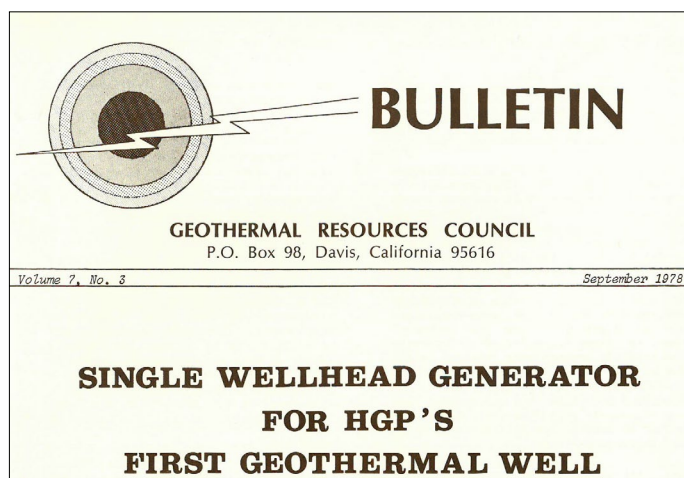 BULLETIN
GEOTHERMAL RESOURCES COUNCIL
P.O. Box 98, Davis, California 95616
Volume 7, No. 3 September 1978
SINGLE WELLHEAD GENERATOR
FOR HGP'S
FIRST GEOTHERMAL WELL